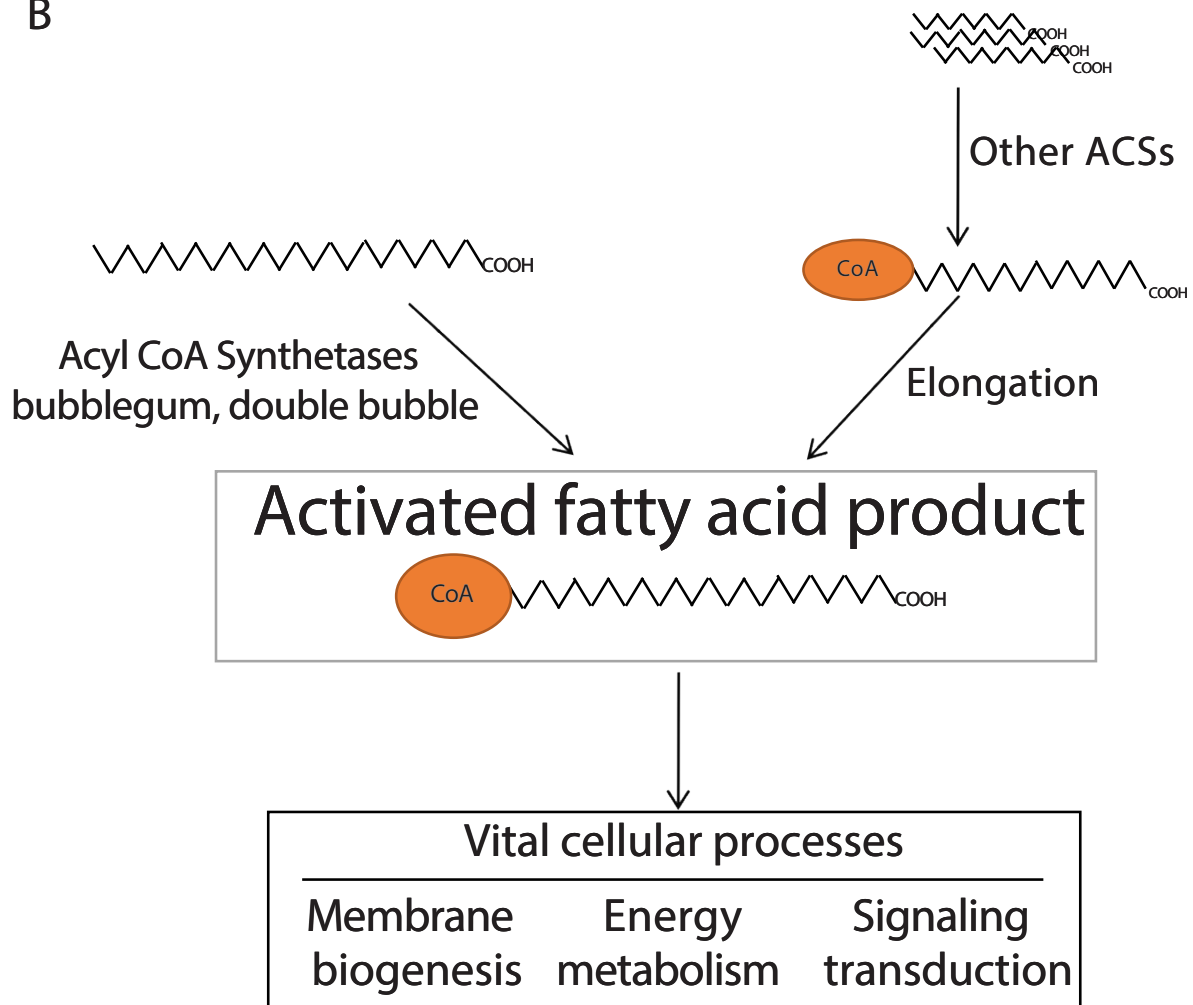 B
COOH
COOH
COOH
Other ACSs
COOH
CoA
COOH
Acyl CoA Synthetases
bubblegum, double bubble
Elongation
Activated fatty acid product
CoA
COOH
Vital cellular processes
Membrane
biogenesis
Energy
metabolism
Signaling
transduction